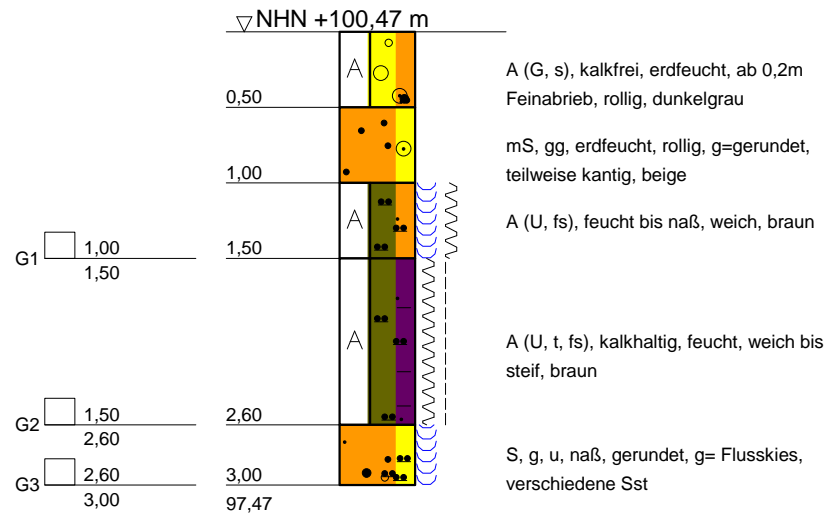 NHN +100,47 m
A
A (G, s), kalkfrei, erdfeucht, ab 0,2m
Feinabrieb, rollig, dunkelgrau
0,50
mS, gg, erdfeucht, rollig, g=gerundet,
teilweise kantig, beige
1,00
A
A (U, fs), feucht bis naß, weich, braun
G1
1,00
1,50
1,50
A
A (U, t, fs), kalkhaltig, feucht, weich bis
steif, braun
G2
1,50
2,60
2,60
S, g, u, naß, gerundet, g= Flusskies,
verschiedene Sst
G3
2,60
3,00
3,00
97,47